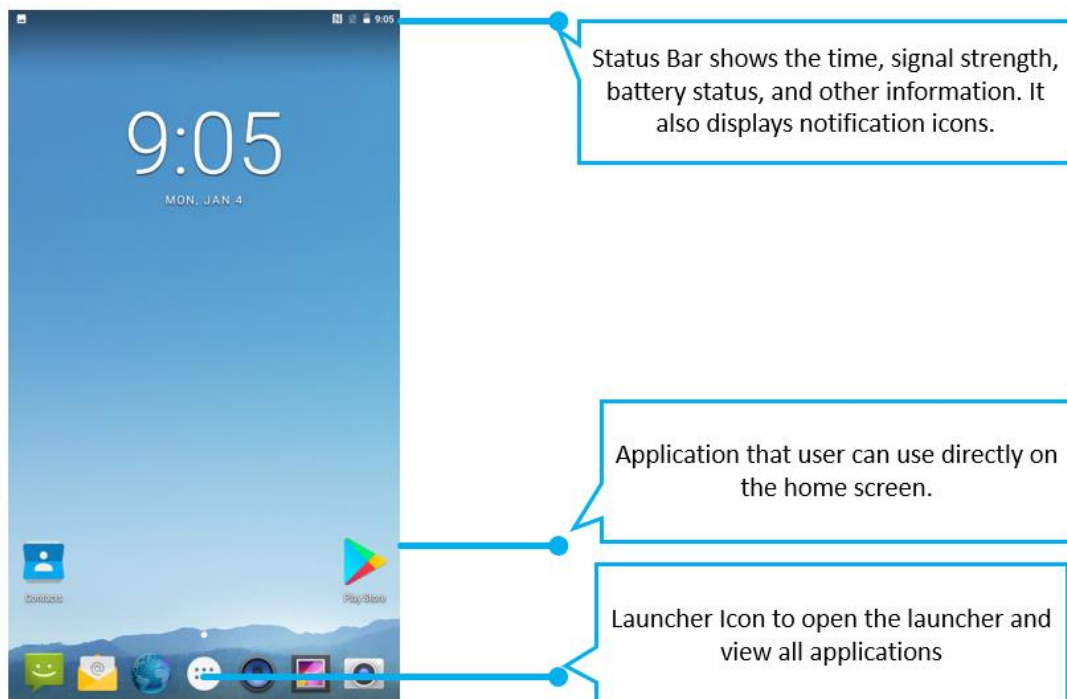 9:05
Status Bar shows the time, signal strength,
battery status, and other information. It
also displays notification icons.
9:05
MON, JAN 4
Application that user can use directly on
the home screen.
Contacts
Play Store
Launcher Icon to open the launcher and
view all applications